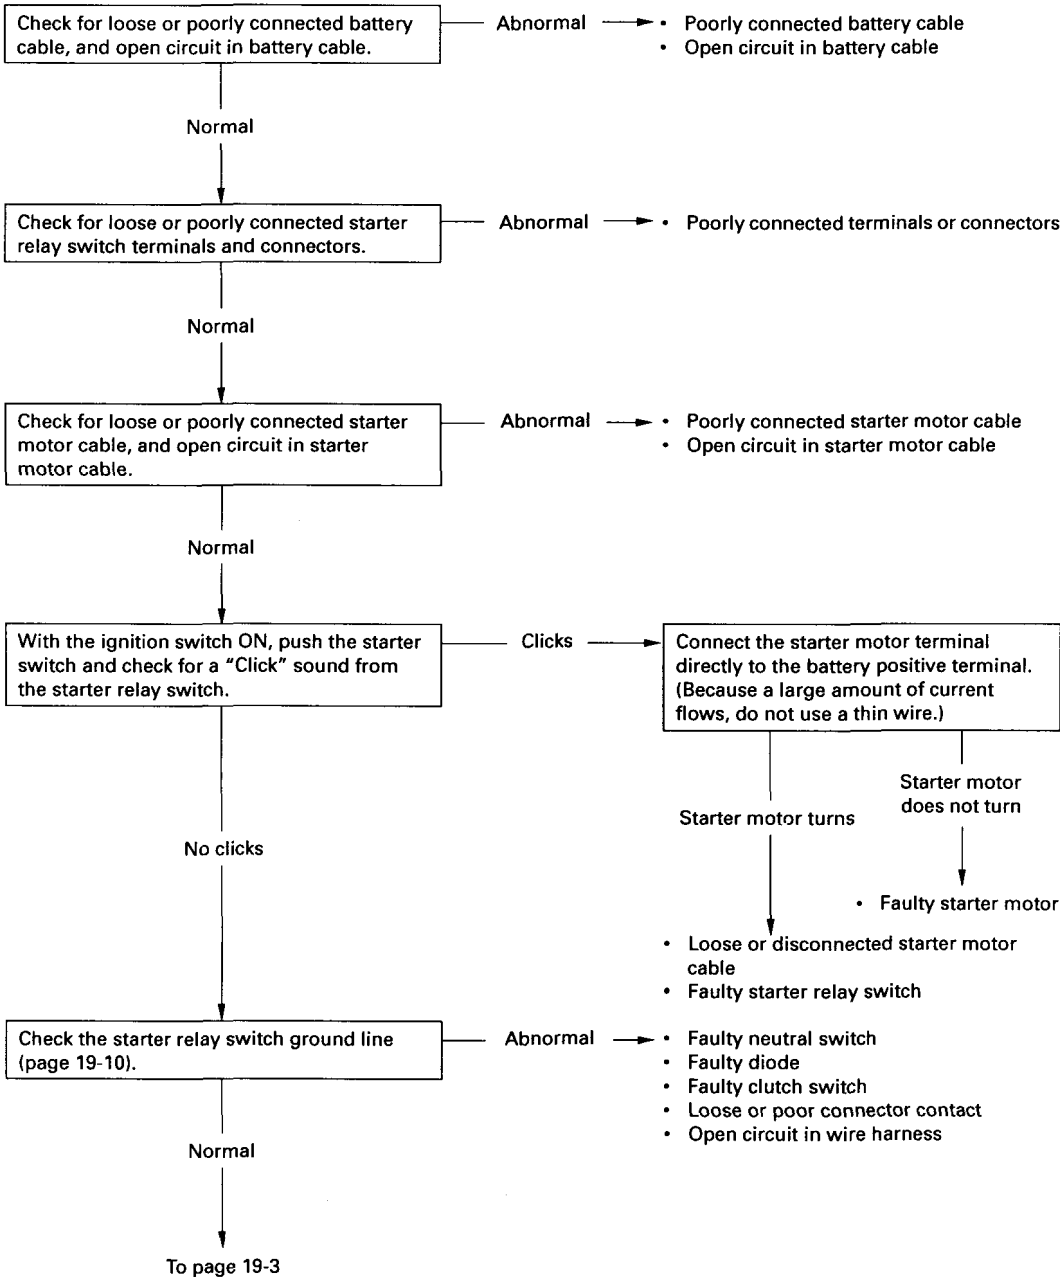 Check for loose or poorly connected battery
cable, and open circuit in battery cable.
Abnormal
• Poorly connected battery cable
• Open circuit in battery cable
Normal
Check for loose or poorly connected starter
relay switch terminals and connectors.
Abnormal
• Poorly connected terminals or connectors
Normal
Check for loose or poorly connected starter
motor cable, and open circuit in starter
motor cable.
Abnormal
• Poorly connected starter motor cable
• Open circuit in starter motor cable
Normal
With the ignition switch ON, push the starter
switch and check for a "Click" sound from
the starter relay switch.
Clicks
Connect the starter motor terminal
directly to the battery positive terminal.
(Because a large amount of current
flows, do not use a thin wire.)
Starter motor turns
Starter motor
does not turn
• Faulty starter motor
• Loose or disconnected starter motor
cable
• Faulty starter relay switch
No clicks
Check the starter relay switch ground line
(page 19-10).
Abnormal
• Faulty neutral switch
• Faulty diode
• Faulty clutch switch
• Loose or poor connector contact
• Open circuit in wire harness
Normal
To page 19-3